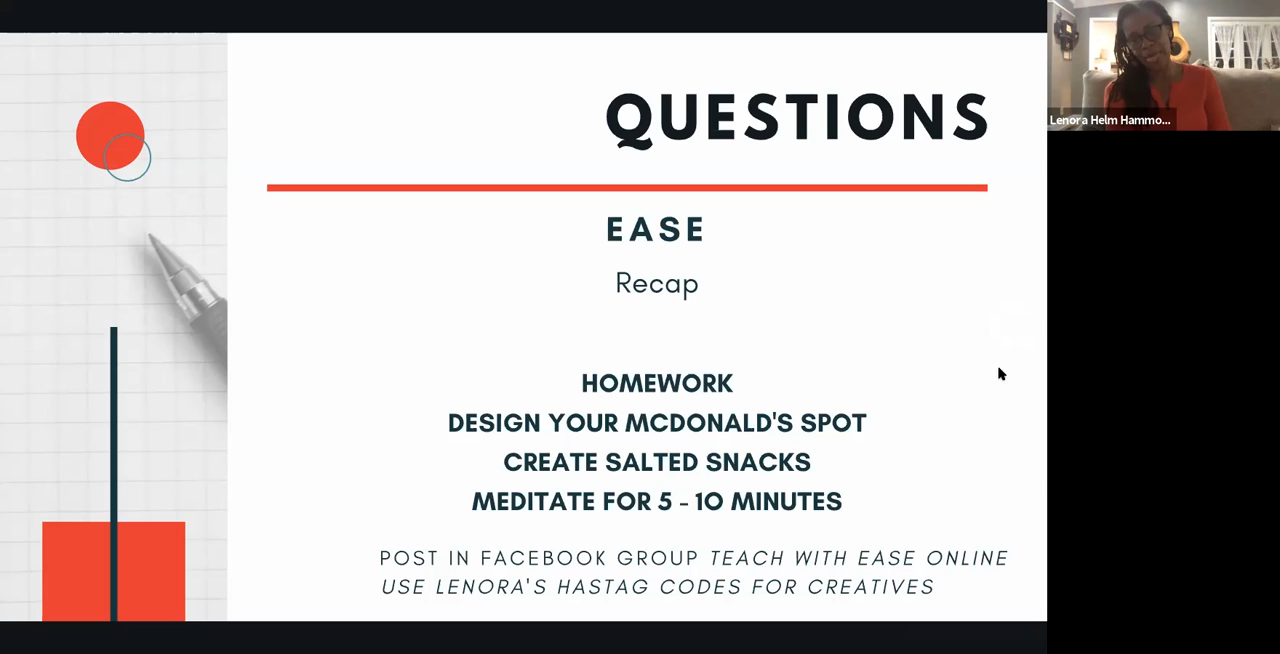 QUESTIONS
EASE
Recap
HOMEWORK
DESIGN YOUR MCDONALD'S SPOT
CREATE SALTED SNACKS
MEDITATE FOR 5 - 10 MINUTES
POST IN FACEBOOK GROUP TEACH WITH EASE ONLINE
USE LENORA'S HASTAG CODES FOR CREATIVES
Lenora Helm Hammo...